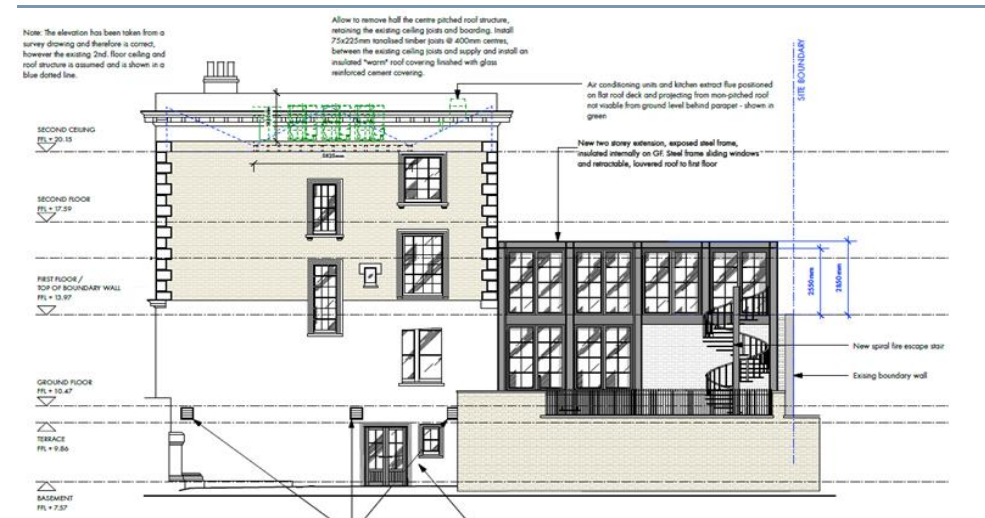 Note: The elevation has been taken from a
survey drawing and therefore is correct,
however the existing 2nd. floor ceiling and
roof structure is assumed and is shown in a
blue dotted line.
Allow to remove half the centre pitched roof structure,
retaining the existing ceiling joists and boarding. Install
75x225mm tanalised timber joists @ 400mm centres,
between the existing ceiling joists and supply and install an
insulated "warm" roof covering finished with glass
reinforced cement covering.
Air conditioning units and kitchen extract flue positioned
on flat roof deck and projecting from mon-pitched roof
not visable from ground level behind parapet - shown in
green
SITE BOUNDARY
New two storey extension, exposed steel frame,
insulated internally on GF. Steel frame sliding windows
and retractable, louvered roof to first floor
SECOND CEILING
FFL + 20.15
SECOND FLOOR
FFL + 17.59
FIRST FLOOR /
TOP OF BOUNDARY WALL
FFL + 13.97
GROUND FLOOR
FFL + 10.47
TERRACE
FFL + 9.86
BASEMENT
FFL + 7.57
2550mm
2850mm
New spiral fire escape stair
Exising boundary wall